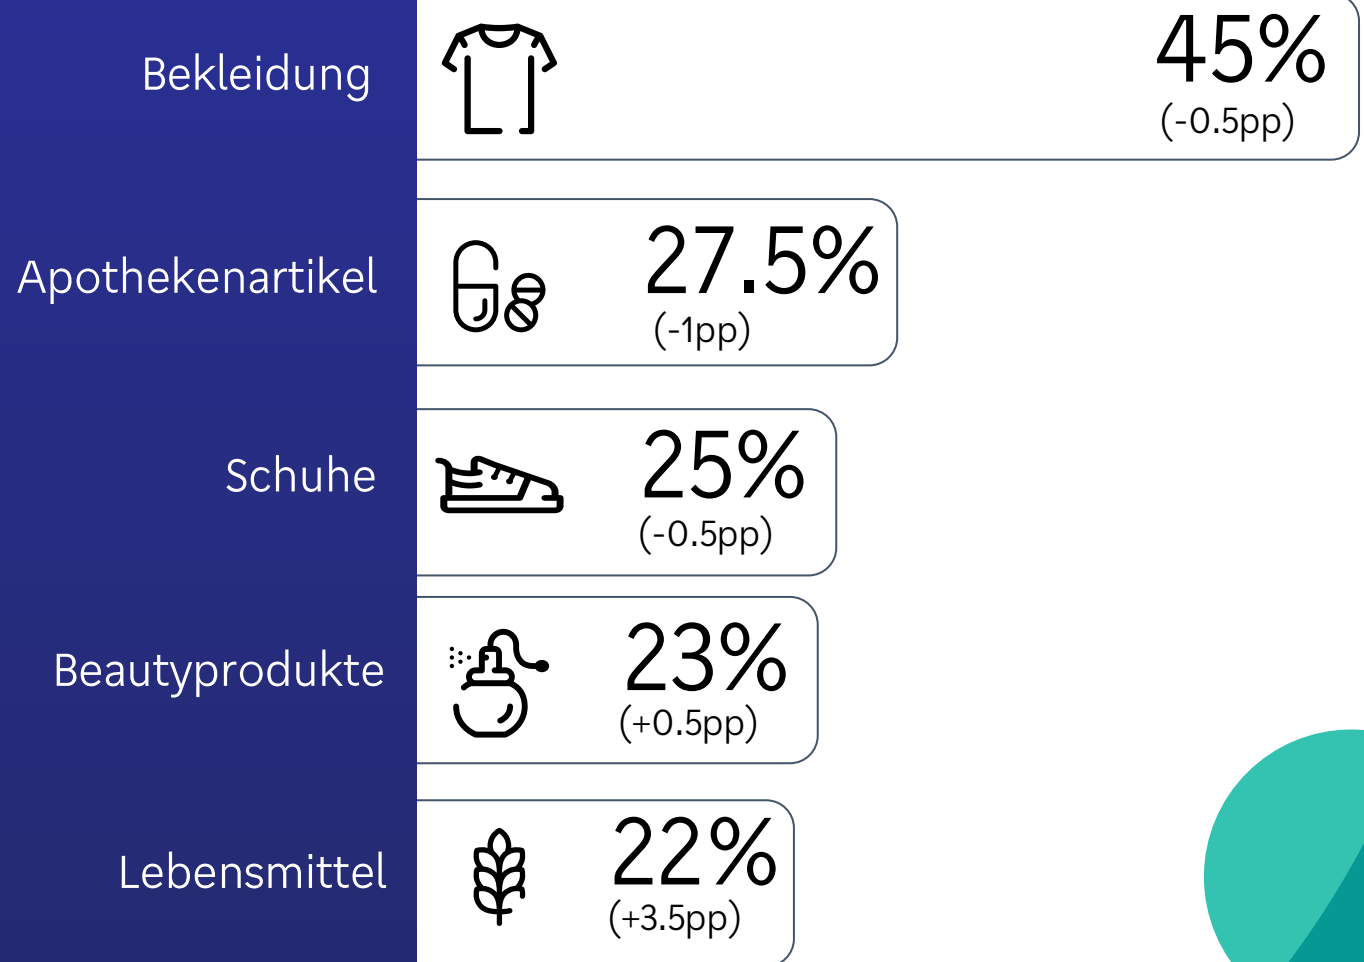 Bekleidung
45%
(-0.5pp)
Apothekenartikel
27.5%
(-1pp)
Schuhe
25%
(-0.5pp)
Beautyprodukte
23%
(+0.5pp)
Lebensmittel
22%
(+3.5pp)